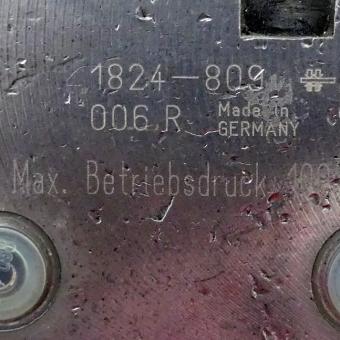 1824-809
006 R Made in
GERMANY
Max. Betriebsdruck